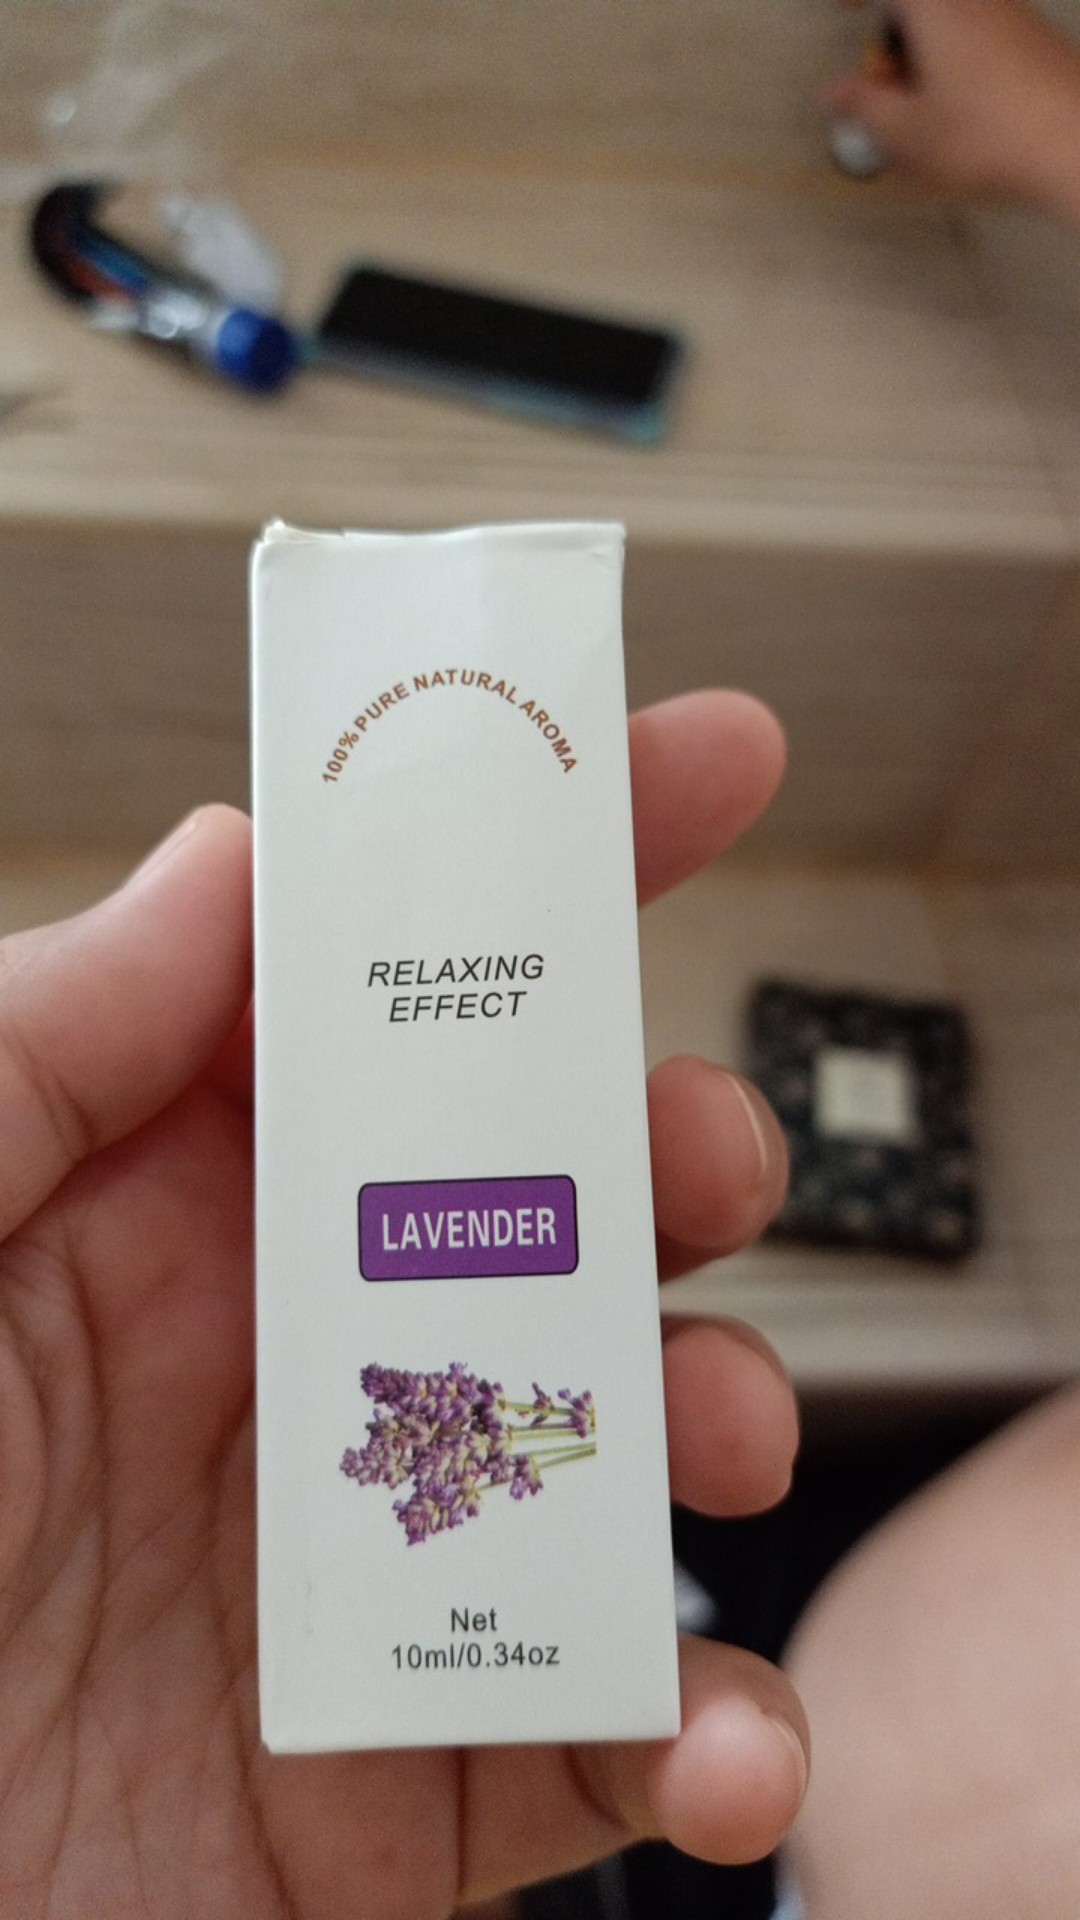 100% PURE NATURAL AROMA
RELAXING
EFFECT
LAVENDER
Net
10ml/0.34oz